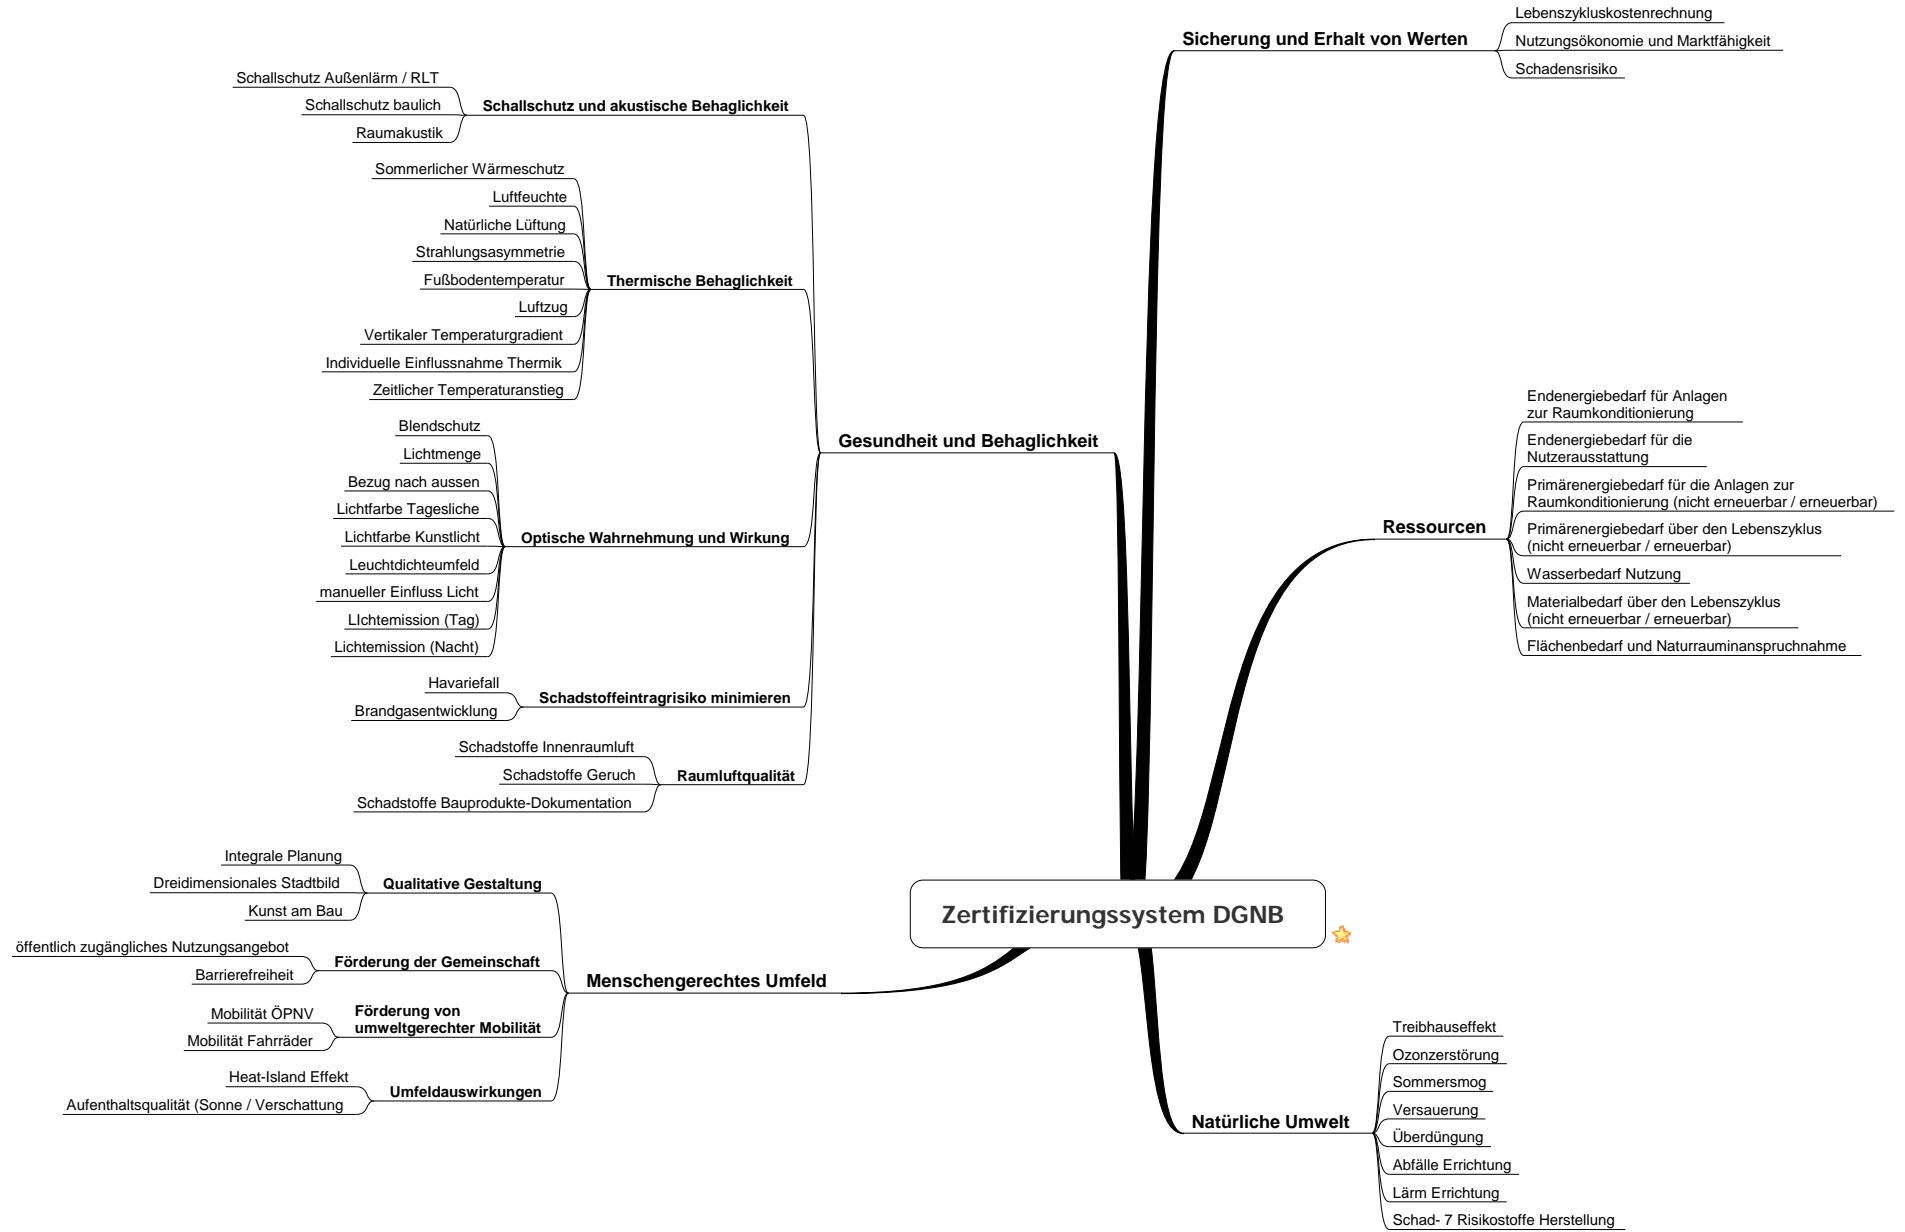 Zertifizierungssystem DGNB
Sicherung und Erhalt von Werten
Lebenszykluskostenrechnung
Nutzungsökonomie und Marktfähigkeit
Schadensrisiko
Ressourcen
Endenergiebedarf für Anlagen
zur Raumkonditionierung
Endenergiebedarf für die
Nutzerausstattung
Primärenergiebedarf für die Anlagen zur
Raumkonditionierung (nicht erneuerbar / erneuerbar)
Primärenergiebedarf über den Lebenszyklus
(nicht erneuerbar / erneuerbar)
Wasserbedarf Nutzung
Materialbedarf über den Lebenszyklus
(nicht erneuerbar / erneuerbar)
Flächenbedarf und Naturrauminanspruchnahme
Natürliche Umwelt
Treibhauseffekt
Ozonzerstörung
Sommersmog
Versauerung
Überdüngung
Abfälle Errichtung
Lärm Errichtung
Schad- 7 Risikostoffe Herstellung
Gesundheit und Behaglichkeit
Schallschutz und akustische Behaglichkeit
Schallschutz Außenlärm / RLT
Schallschutz baulich
Raumakustik
Thermische Behaglichkeit
Sommerlicher Wärmeschutz
Luftfeuchte
Natürliche Lüftung
Strahlungsasymmetrie
Fußbodentemperatur
Luftzug
Vertikaler Temperaturgradient
Individuelle Einflussnahme Thermik
Zeitlicher Temperaturanstieg
Optische Wahrnehmung und Wirkung
Blendschutz
Lichtmenge
Bezug nach aussen
Lichtfarbe Tagesliche
Lichtfarbe Kunstlicht
Leuchtdichteumfeld
manueller Einfluss Licht
LIchtemission (Tag)
Lichtemission (Nacht)
Schadstoffeintragrisiko minimieren
Havariefall
Brandgasentwicklung
Raumluftqualität
Schadstoffe Innenraumluft
Schadstoffe Geruch
Schadstoffe Bauprodukte-Dokumentation
Menschengerechtes Umfeld
Qualitative Gestaltung
Integrale Planung
Dreidimensionales Stadtbild
Kunst am Bau
Förderung der Gemeinschaft
öffentlich zugängliches Nutzungsangebot
Barrierefreiheit
Förderung von
umweltgerechter Mobilität
Mobilität ÖPNV
Mobilität Fahrräder
Umfeldauswirkungen
Heat-Island Effekt
Aufenthaltsqualität (Sonne / Verschattung